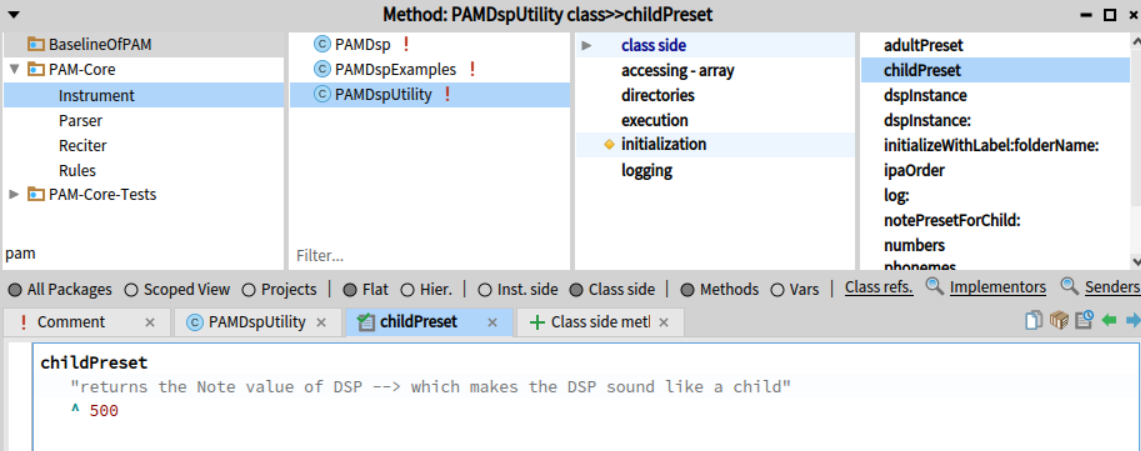 Method: PAMDspUtility class>>childPreset
BaselineOfPAM
PAM-Core
Instrument
Parser
Reciter
Rules
PAM-Core-Tests
pam
PAMDsp !
PAMDspExamples !
PAMDspUtility !
Filter...
class side
accessing - array
directories
execution
initialization
logging
adultPreset
childPreset
dspInstance
dspInstance:
initializeWithLabel:folderName:
ipaOrder
log:
notePresetForChild:
numbers
phonemes
All Packages Scoped View Projects | Flat Hier. | Inst. side Class side | Methods Vars | Class refs. Implementors Senders
! Comment × PAMDspUtility × childPreset × + Class side metl ×
childPreset
"returns the Note value of DSP --> which makes the DSP sound like a child"
^ 500